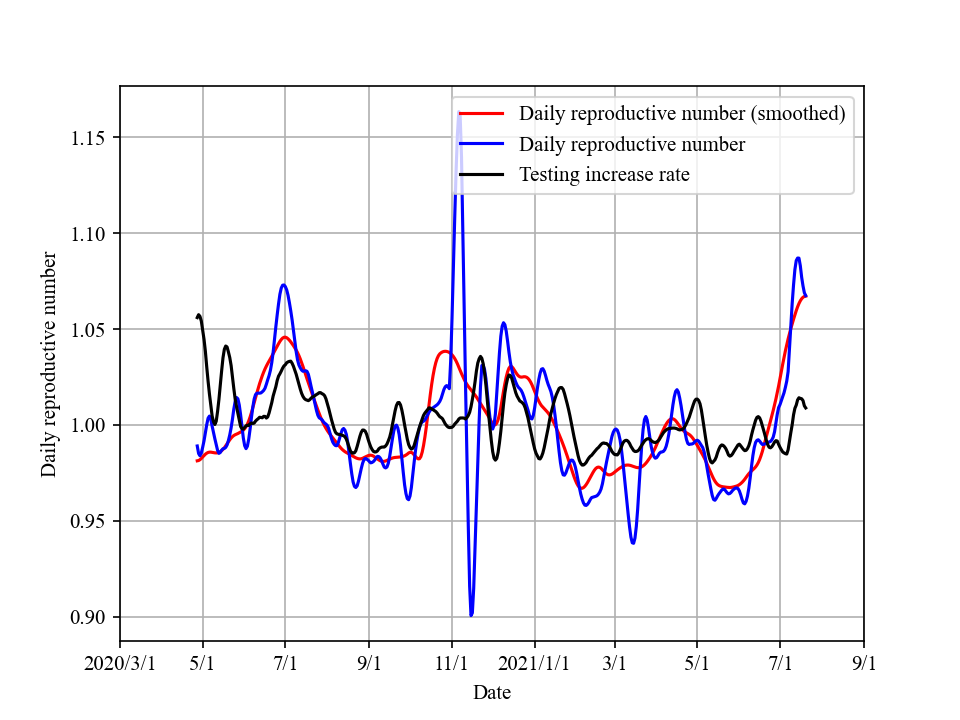 Daily reproductive number (smoothed)
Daily reproductive number
Testing increase rate
Daily reproductive number
1.15
1.10
1.05
1.00
0.95
0.90
2020/3/1 5/1 7/1 9/1 11/1 2021/1/1 3/1 5/1 7/1 9/1
Date